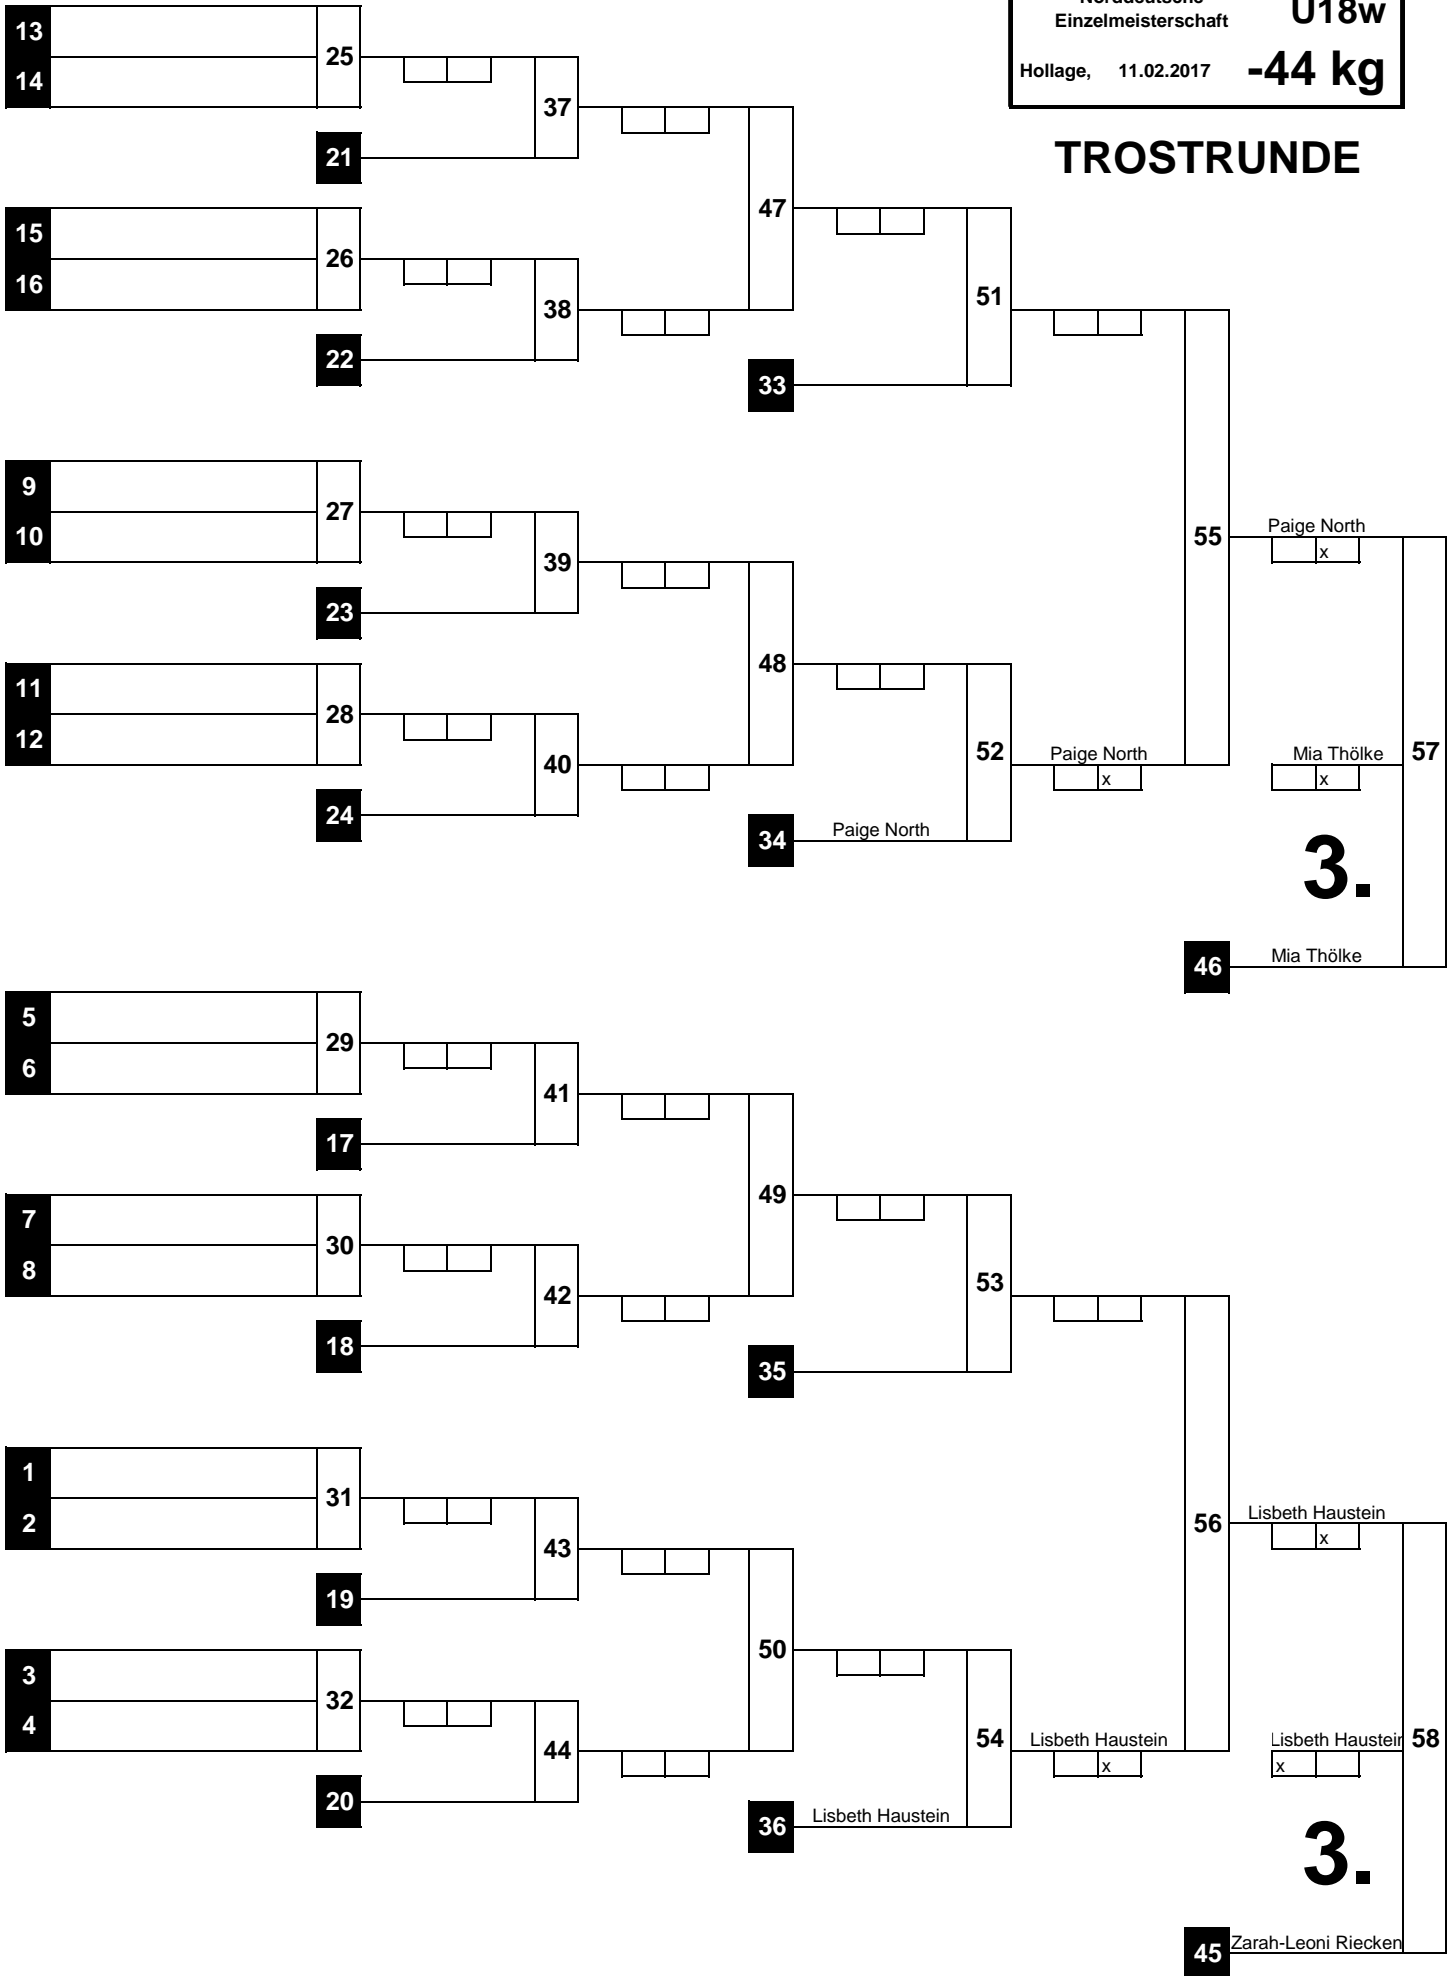 Norddeutsche
Einzelmeisterschaft U18w
Hollage, 11.02.2017 -44 kg
TROSTRUNDE
13
14
25
21
37
15
16
26
22
38
47
33
51
9
10
27
23
39
11
12
28
24
40
48
34 Paige North
52
Paige North
x
55
Paige North
x
Mia Thölke
x
57
3.
46 Mia Thölke
5
6
29
17
41
7
8
30
18
42
49
35
53
1
2
31
19
43
3
4
32
20
44
50
36 Lisbeth Haustein
54
Lisbeth Haustein
x
56
Lisbeth Haustein
x
Lisbeth Haustein
x
58
3.
45 Zarah-Leoni Riecken